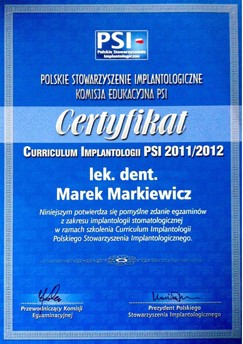 PSI
Polskie Stowarzyszenie
Implantologiczne
POLSKIE STOWARZYSZENIE IMPLANTOLOGICZNE
KOMISJA EDUKACYJNA PSI
Certyfikat
CURRICULUM IMPLANTOLOGII PSI 2011/2012
lek. dent.
Marek Markiewicz
Niniejszym potwierdza się pomyślne zdanie egzaminów
z zakresu implantologii stomatologicznej
w ramach szkolenia Curriculum Implantologii
Polskiego Stowarzyszenia Implantologicznego.
Przewodniczący Komisji
Egzaminacyjnej
Prezydent Polskiego
Stowarzyszenia Implantologicznego